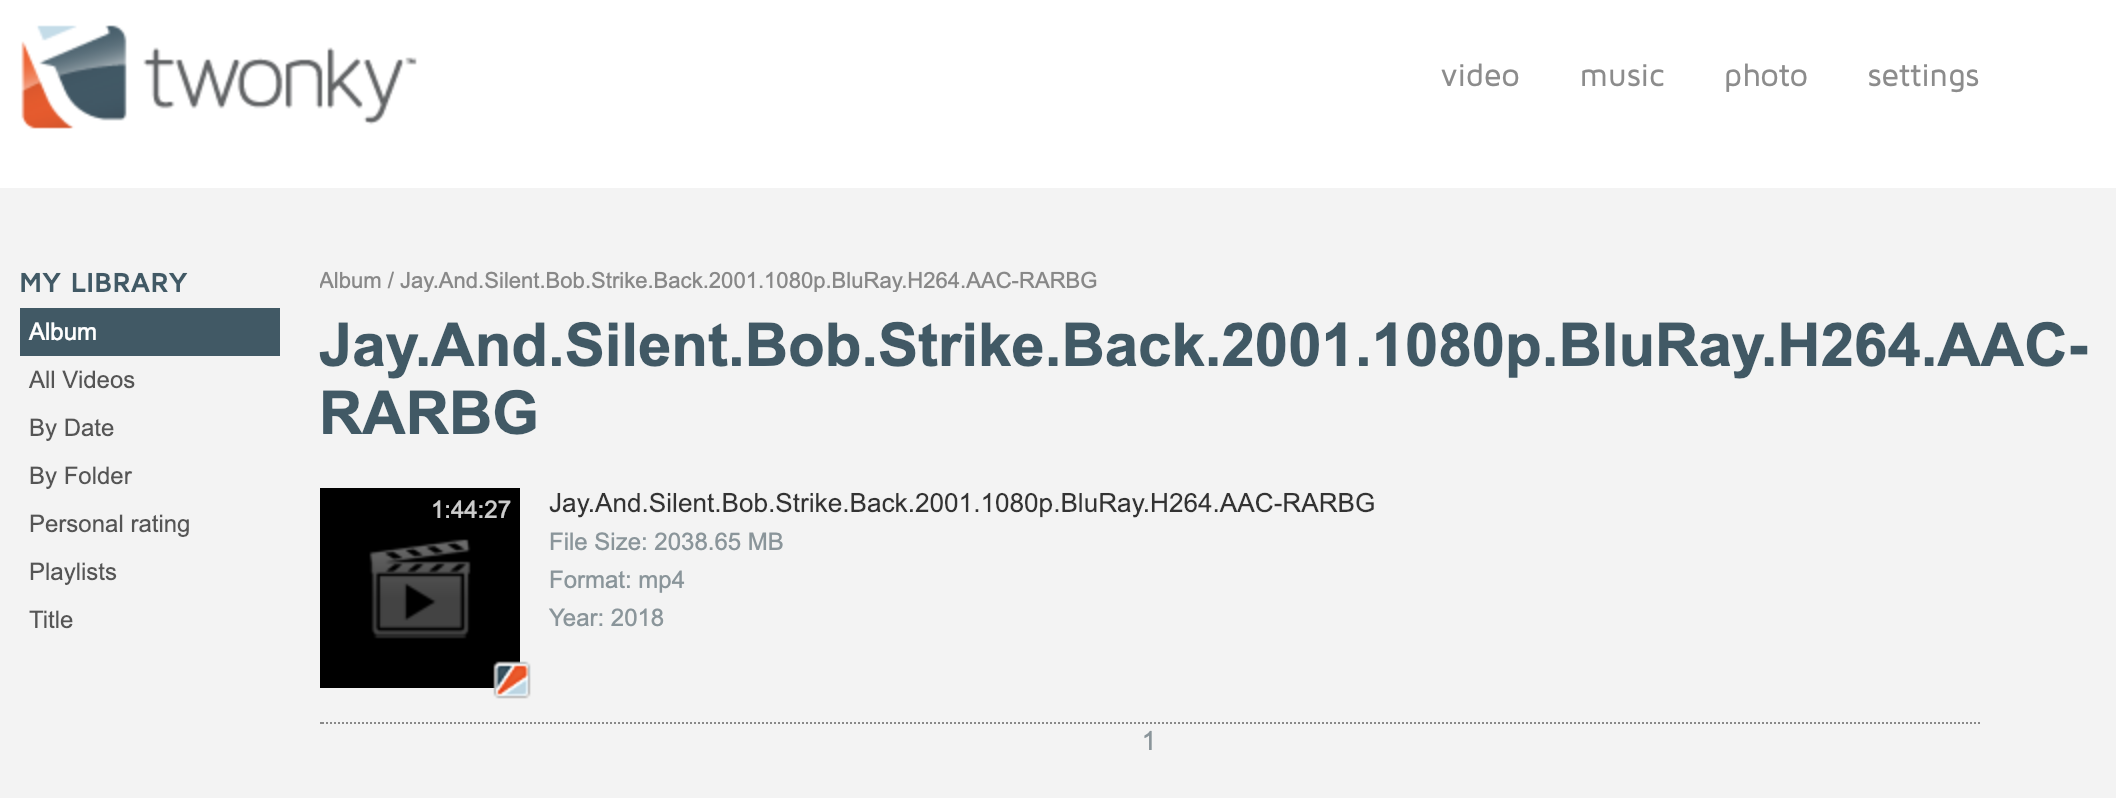 twonky™
video music photo settings
MY LIBRARY
Album
All Videos
By Date
By Folder
Personal rating
Playlists
Title
Album / Jay.And.Silent.Bob.Strike.Back.2001.1080p.BluRay.H264.AAC-RARBG
Jay.And.Silent.Bob.Strike.Back.2001.1080p.BluRay.H264.AAC-
RARBG
1:44:27
Jay.And.Silent.Bob.Strike.Back.2001.1080p.BluRay.H264.AAC-RARBG
File Size: 2038.65 MB
Format: mp4
Year: 2018
1